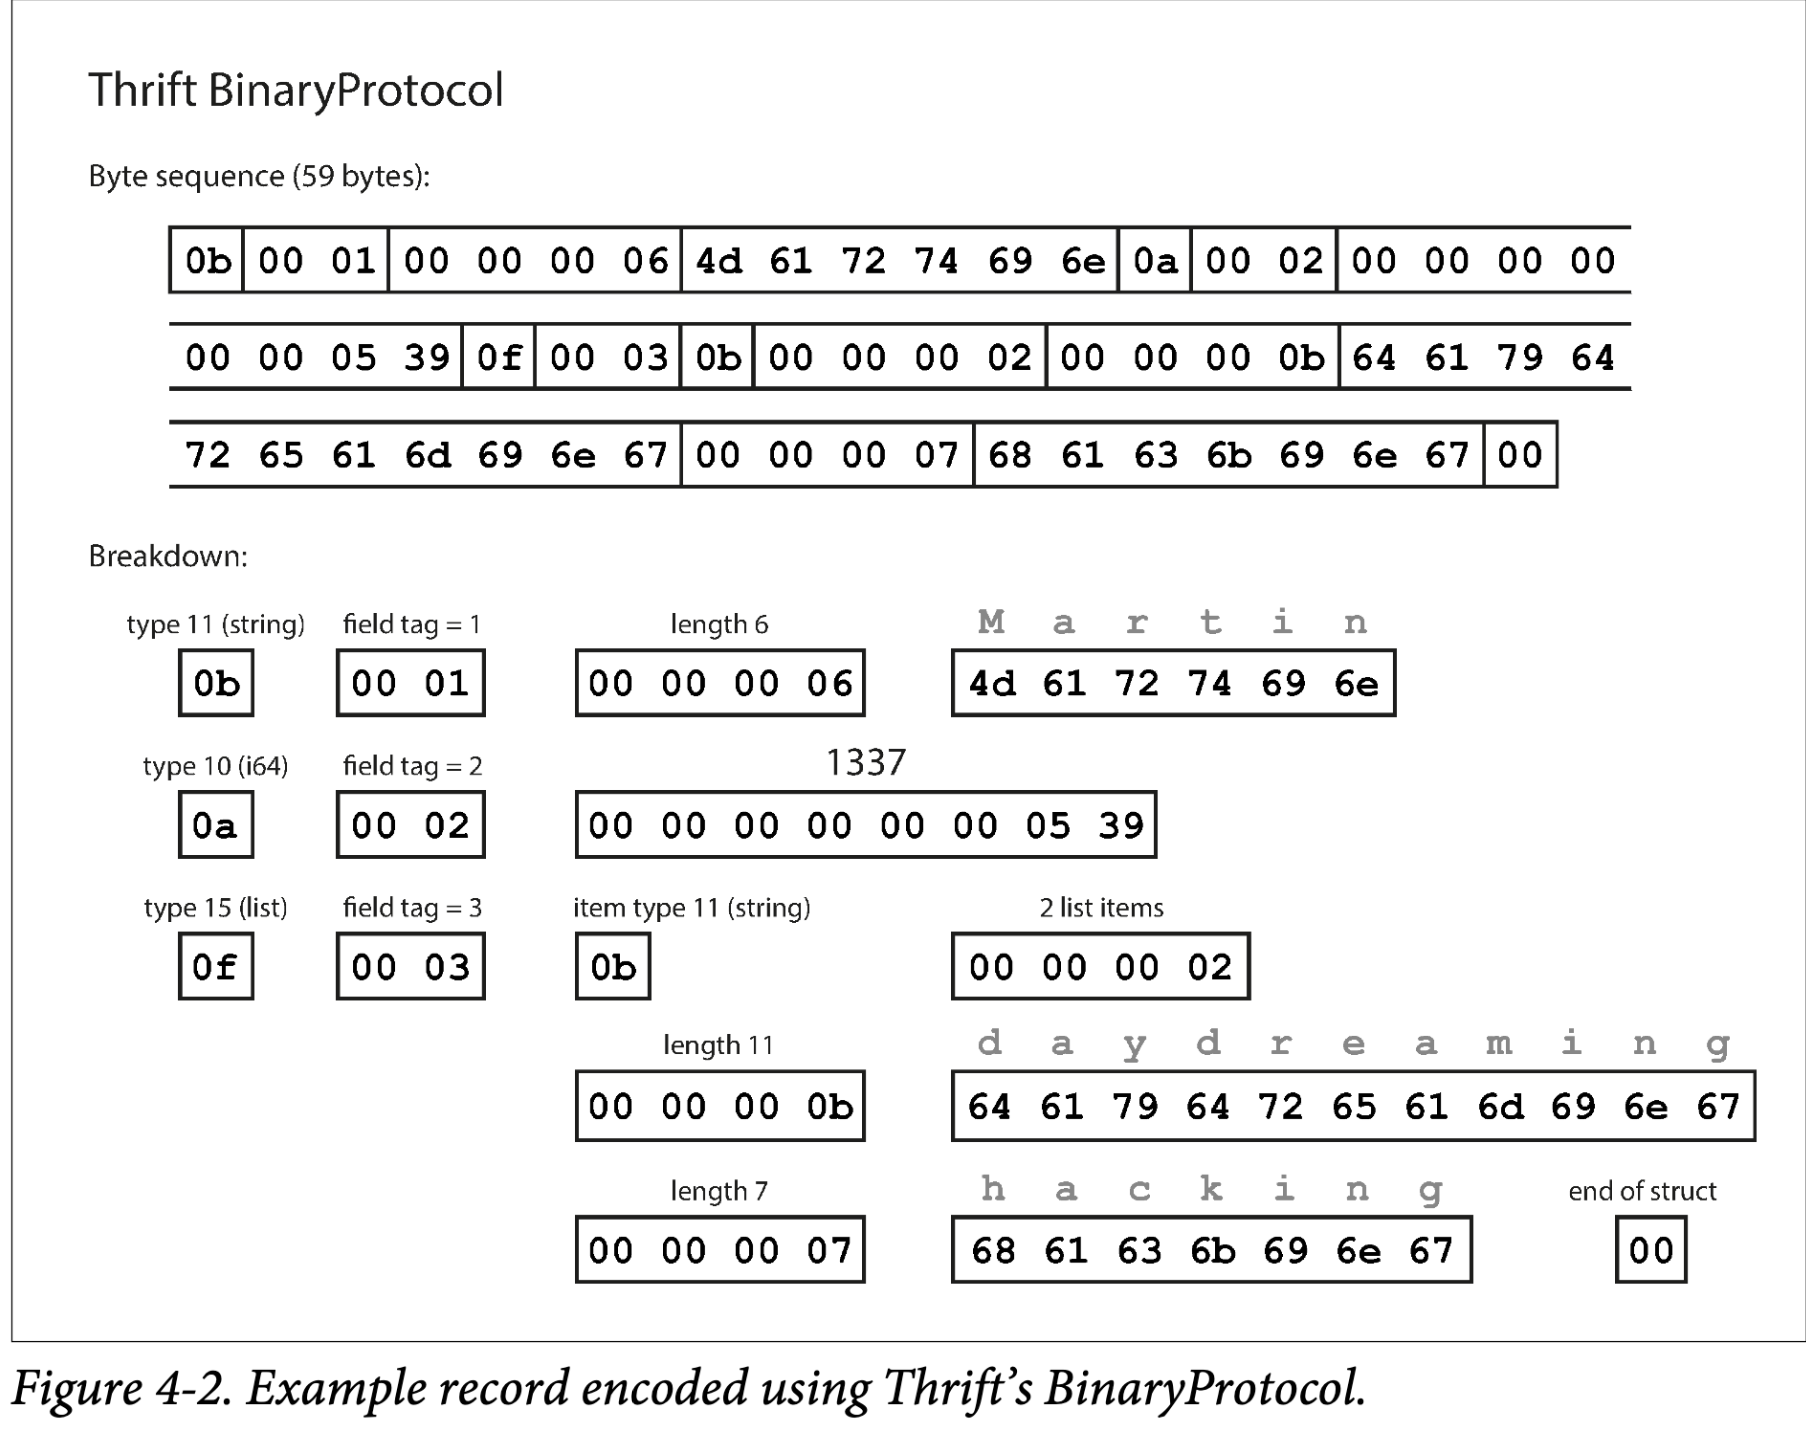 Thrift BinaryProtocol
Byte sequence (59 bytes):
0b 00 01 00 00 00 06 4d 61 72 74 69 6e 0a 00 02 00 00 00 00
00 00 05 39 0f 00 03 0b 00 00 00 02 00 00 00 0b 64 61 79 64
72 65 61 6d 69 6e 67 00 00 00 07 68 61 63 6b 69 6e 67 00
Breakdown:
type 11 (string) field tag = 1 length 6 M a r t i n
0b 00 01 00 00 00 06 4d 61 72 74 69 6e
type 10 (i64) field tag = 2 1337
0a 00 02 00 00 00 00 00 00 05 39
type 15 (list) field tag = 3 item type 11 (string) 2 list items
0f 00 03 0b 00 00 00 02
length 11 d a y d r e a m i n g
00 00 00 0b 64 61 79 64 72 65 61 6d 69 6e 67
length 7 h a c k i n g end of struct
00 00 00 07 68 61 63 6b 69 6e 67 00
Figure 4-2. Example record encoded using Thrift’s BinaryProtocol.